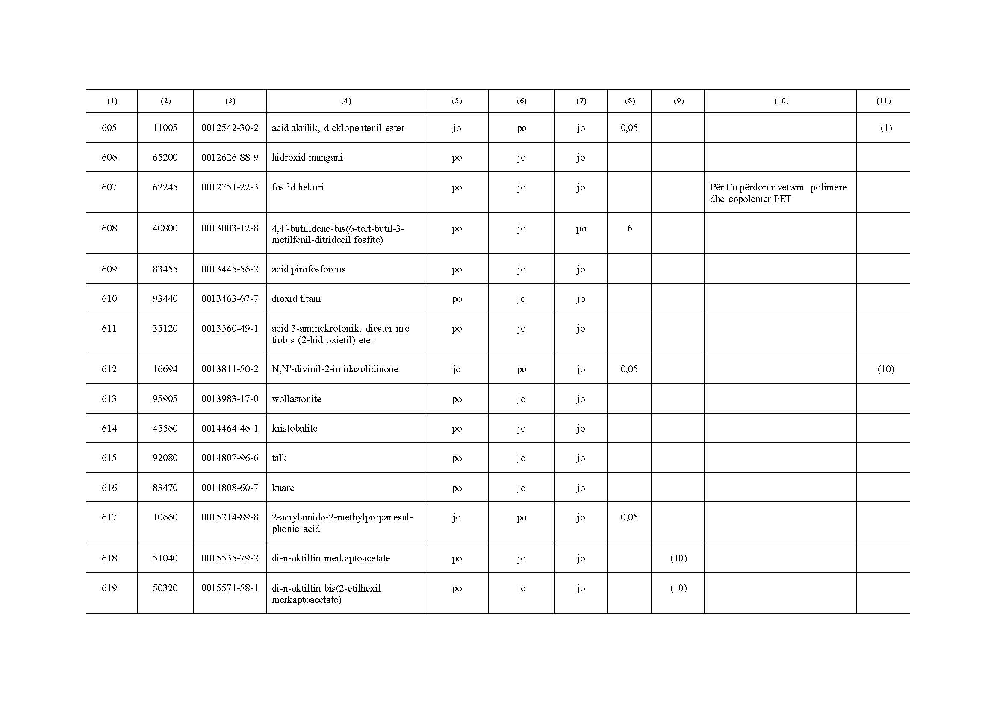 (1) (2) (3) (4) (5) (6) (7) (8) (9) (10) (11)
605 11005 0012542-30-2 acid akrilik, dicklopentenil ester jo po jo 0,05 (1)
606 65200 0012626-88-9 hidroxid mangani po jo jo
607 62245 0012751-22-3 fosfid hekuri po jo jo Për t'u përdorur vetwm polimere
dhe copolemer PET
608 40800 0013003-12-8 4,4′-butilidene-bis(6-tert-butil-3- po jo po 6
metilfenil-ditridecil fosfite)
609 83455 0013445-56-2 acid pirofosforous po jo jo
610 93440 0013463-67-7 dioxid titani po jo jo
611 35120 0013560-49-1 acid 3-aminokrotonik, diester me po jo jo
tiobis (2-hidroxietil) eter
612 16694 0013811-50-2 N,N′-divinil-2-imidazolidinone jo po jo 0,05 (10)
613 95905 0013983-17-0 wollastonite po jo jo
614 45560 0014464-46-1 kristobalite po jo jo
615 92080 0014807-96-6 talk po jo jo
616 83470 0014808-60-7 kuarc po jo jo
617 10660 0015214-89-8 2-acrylamido-2-methylpropanesul- jo po jo 0,05
phonic acid
618 51040 0015535-79-2 di-n-oktiltin merkaptoacetate po jo jo (10)
619 50320 0015571-58-1 di-n-oktiltin bis(2-etilhexil po jo jo (10)
merkaptoacetate)